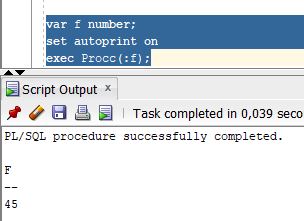 var f number;
set autoprint on
exec Procc(:f);
Script Output x
Task completed in 0,039 seco
PL/SQL procedure successfully completed.
F
--
45